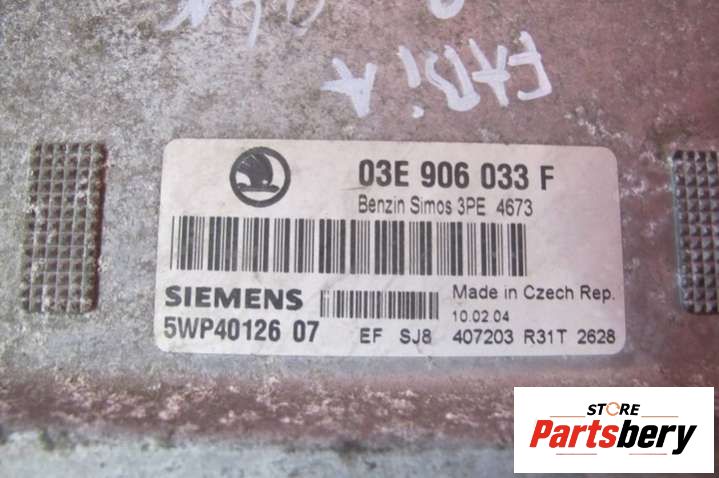 FABIA
03E 906 033 F
Benzin Simos 3PE 4673
SIEMENS
Made in Czech Rep.
10.02.04
5WP40126 07
EF SJ8 407203 R31T 2628
STORE
Partsbery